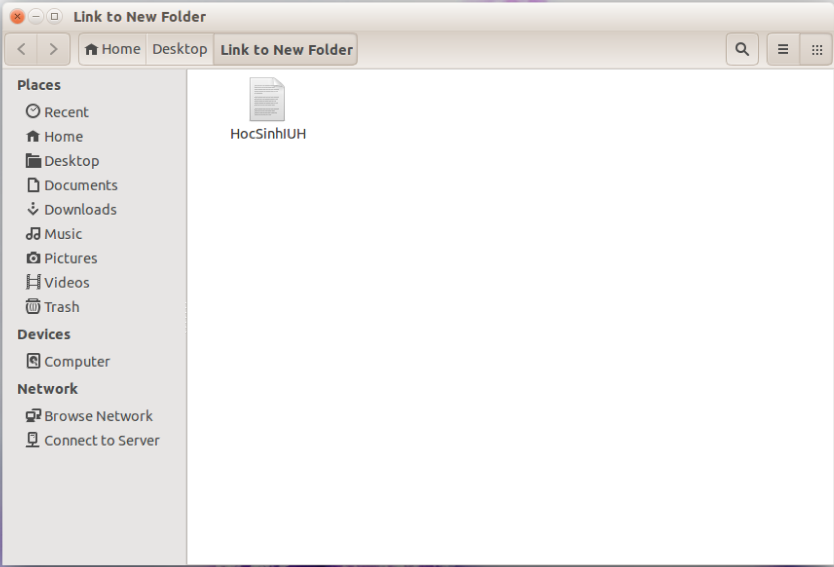 Link to New Folder
Home Desktop Link to New Folder
Places
Recent
Home
Desktop
Documents
Downloads
Music
Pictures
Videos
Trash
Devices
Computer
Network
Browse Network
Connect to Server
HocSinhIUH